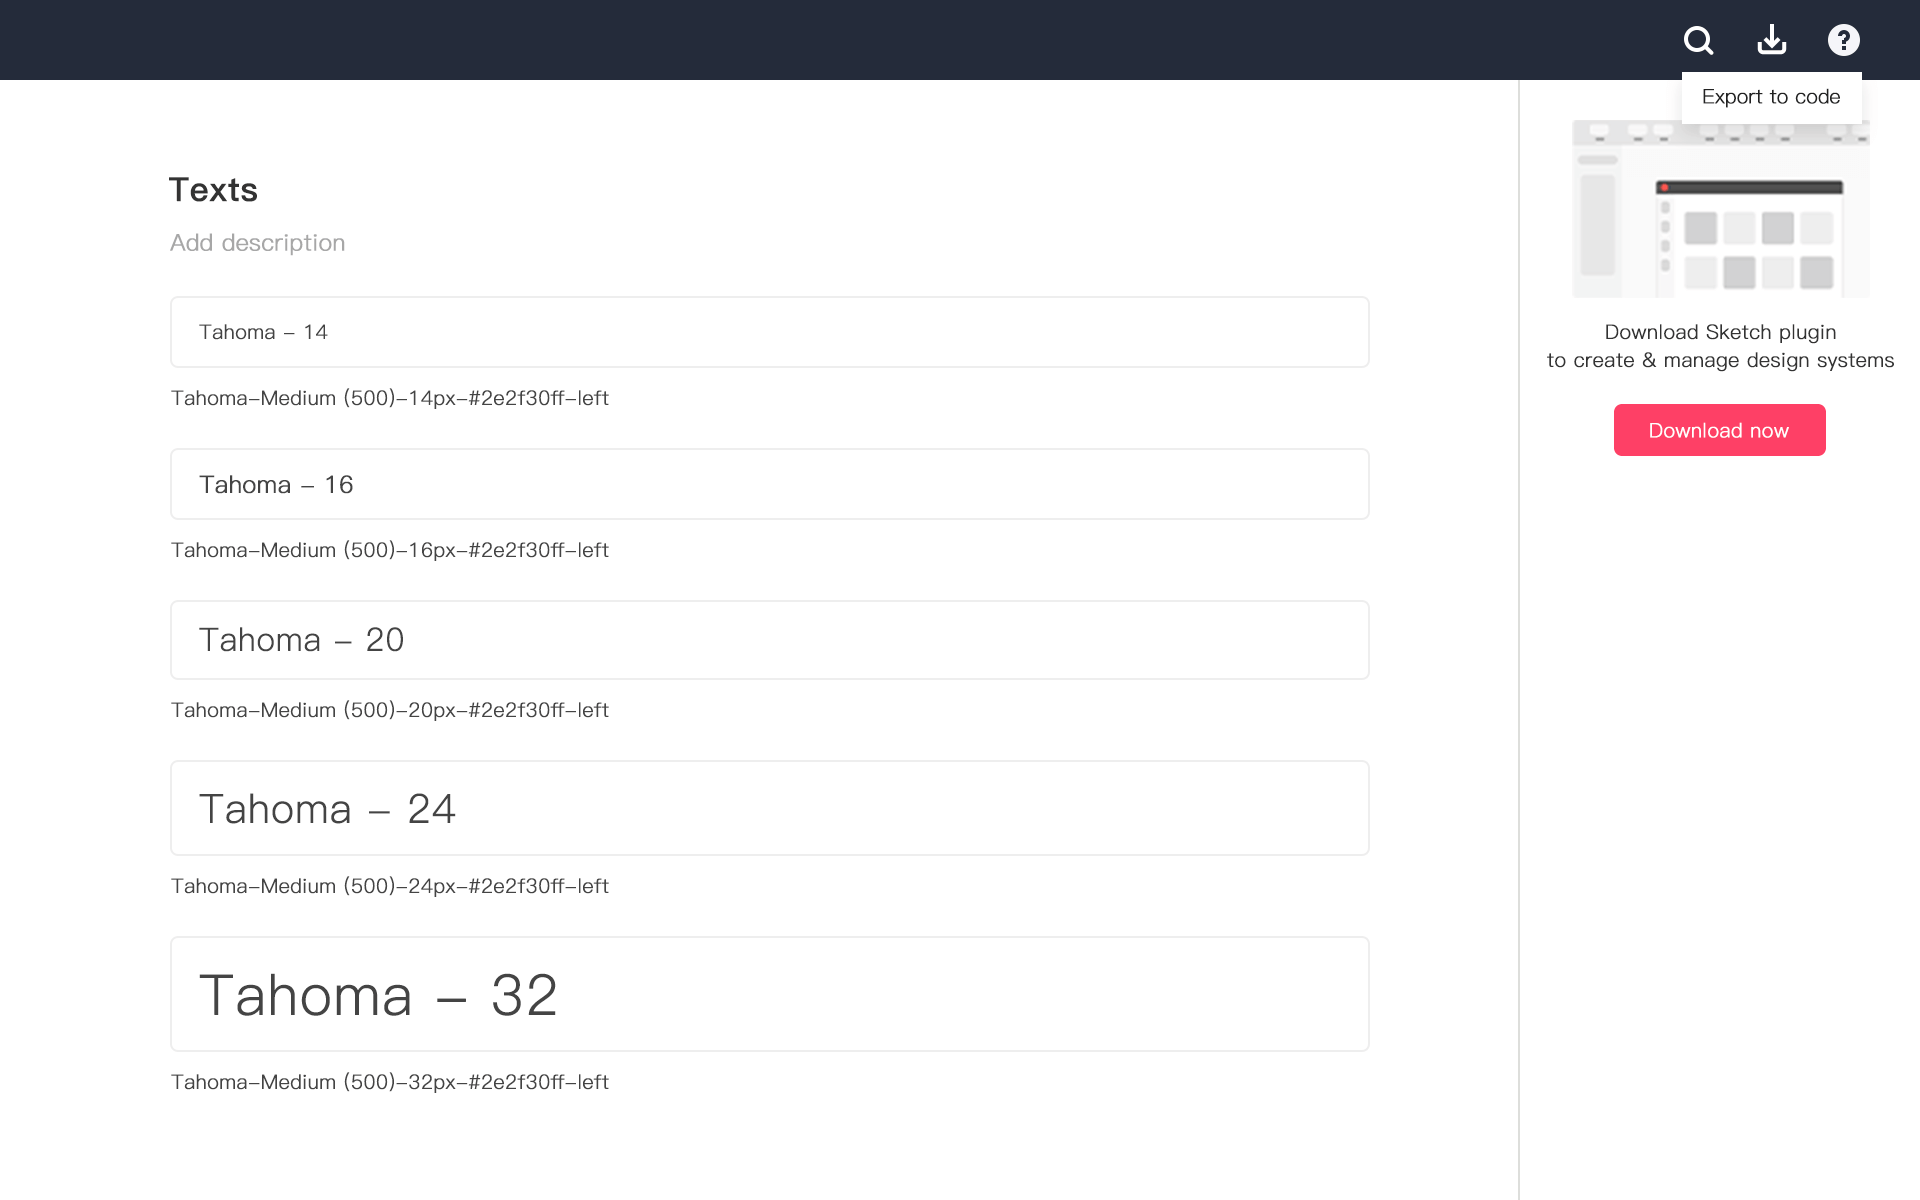 Export to code
Texts
Add description
Tahoma – 14
Tahoma–Medium (500)–14px–#2e2f30ff–left
Tahoma – 16
Tahoma–Medium (500)–16px–#2e2f30ff–left
Tahoma – 20
Tahoma–Medium (500)–20px–#2e2f30ff–left
Tahoma – 24
Tahoma–Medium (500)–24px–#2e2f30ff–left
Tahoma – 32
Tahoma–Medium (500)–32px–#2e2f30ff–left
Download Sketch plugin
to create & manage design systems
Download now